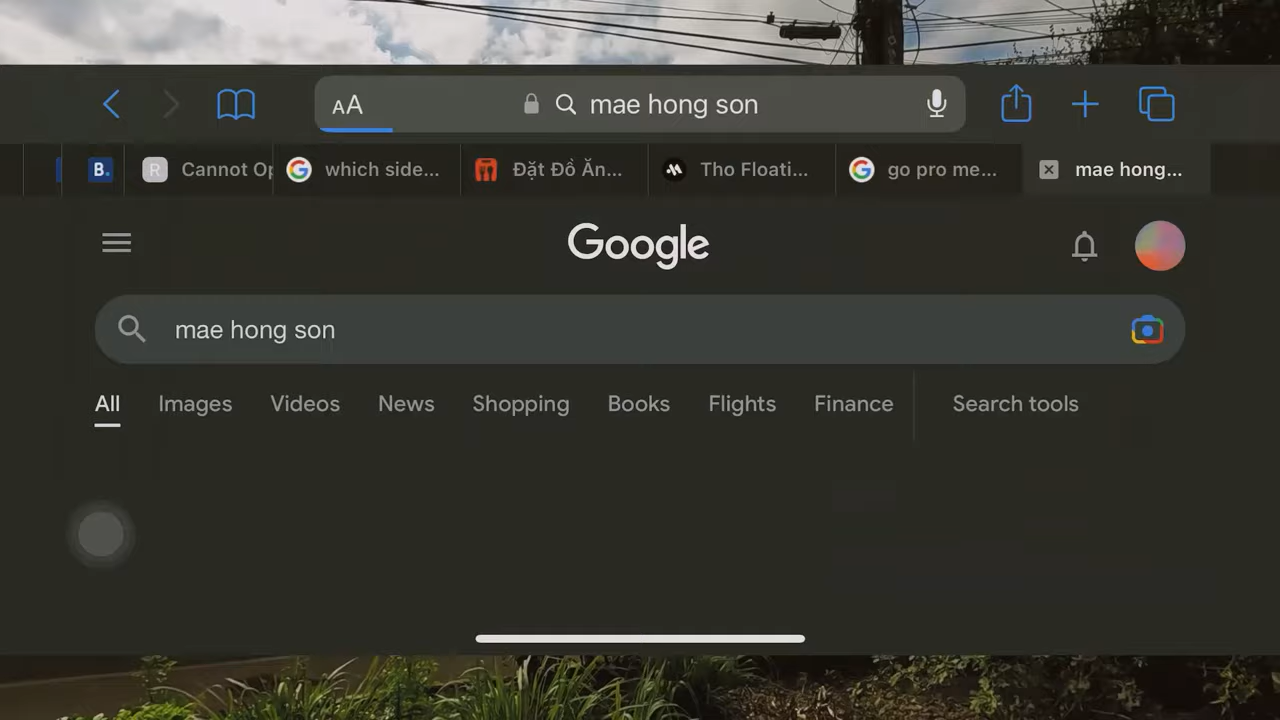 AA mae hong son
B. R Cannot Op which side... Đặt Đồ Ăn... Tho Floati... go pro me... mae hong...
Google
mae hong son
All Images Videos News Shopping Books Flights Finance Search tools